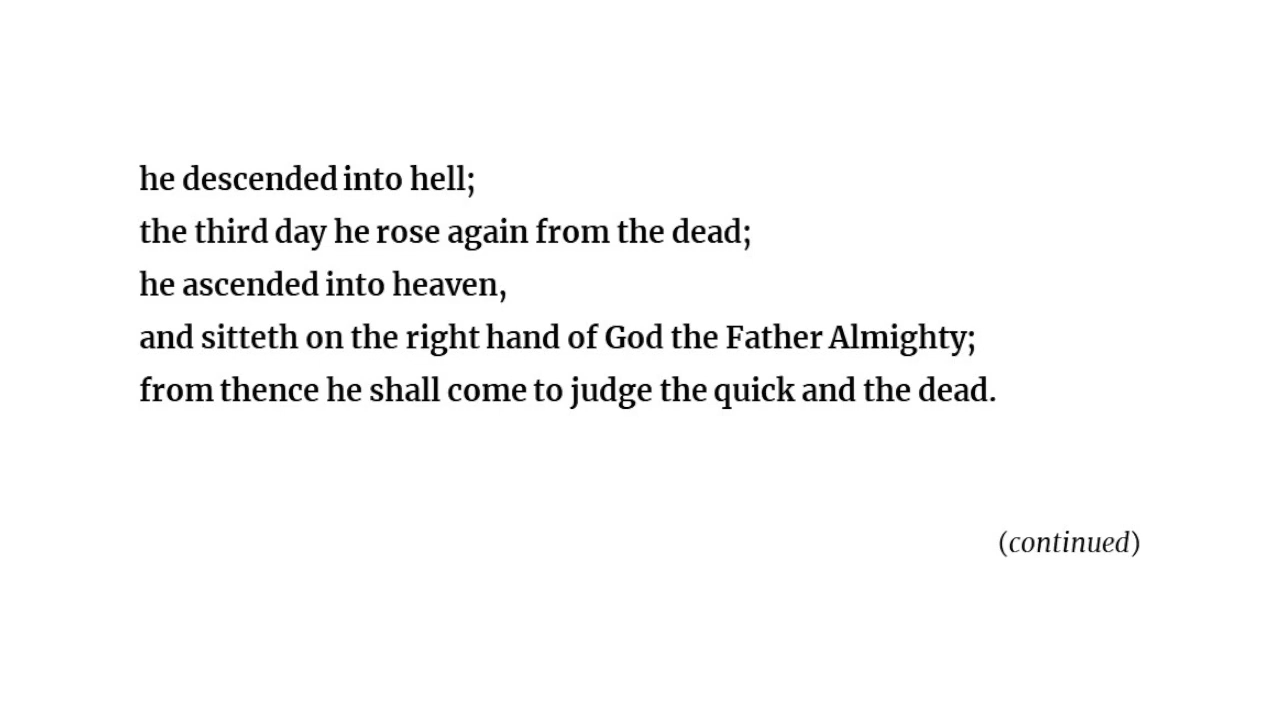 he descended into hell;
the third day he rose again from the dead;
he ascended into heaven,
and sitteth on the right hand of God the Father Almighty;
from thence he shall come to judge the quick and the dead.
(continued)